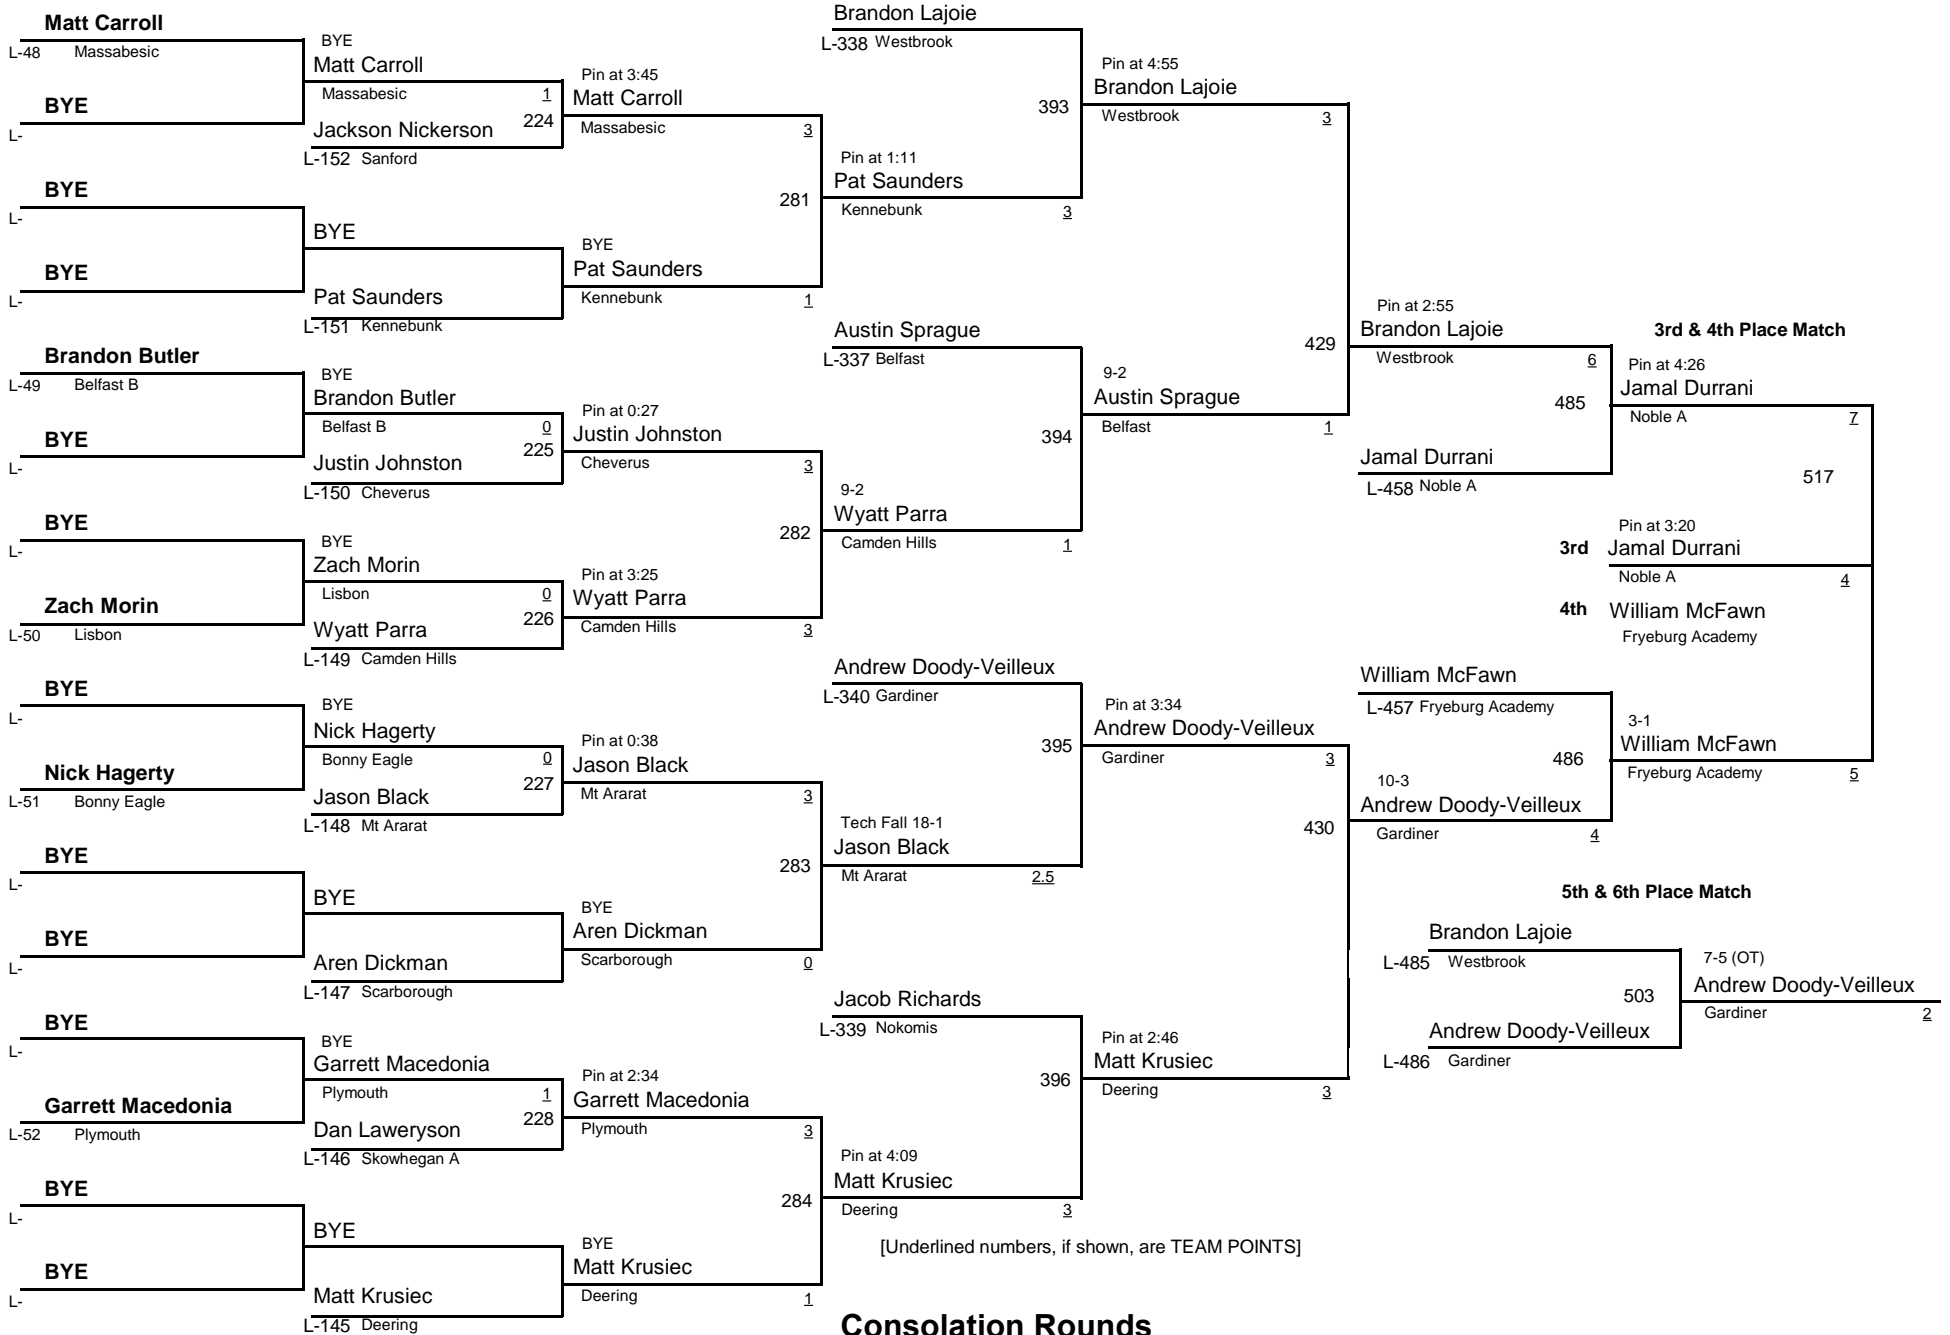 Matt Carroll
L-48 Massabesic
BYE
L-
BYE
L-
BYE
L-
Brandon Butler
L-49 Belfast B
BYE
L-
BYE
L-
Zach Morin
L-50 Lisbon
BYE
L-
Nick Hagerty
L-51 Bonny Eagle
BYE
L-
BYE
L-
BYE
L-
Garrett Macedonia
L-52 Plymouth
BYE
L-
BYE
L-
BYE
Matt Carroll
Massabesic 1
224
Jackson Nickerson
L-152 Sanford
BYE
Pat Saunders
L-151 Kennebunk
BYE
Brandon Butler
Belfast B 0
225
Justin Johnston
L-150 Cheverus
BYE
Zach Morin
Lisbon 0
226
Wyatt Parra
L-149 Camden Hills
BYE
Nick Hagerty
Bonny Eagle 0
227
Jason Black
L-148 Mt Ararat
BYE
Aren Dickman
L-147 Scarborough
BYE
Garrett Macedonia
Plymouth 1
228
Dan Laweryson
L-146 Skowhegan A
BYE
Matt Krusiec
L-145 Deering
Pin at 3:45
Matt Carroll
Massabesic 3
281
BYE
Pat Saunders
Kennebunk 1
Pin at 0:27
Justin Johnston
Cheverus 3
282
Pin at 3:25
Wyatt Parra
Camden Hills 3
Pin at 0:38
Jason Black
Mt Ararat 3
283
BYE
Aren Dickman
Scarborough 0
Pin at 2:34
Garrett Macedonia
Plymouth 3
284
BYE
Matt Krusiec
Deering 1
Brandon Lajoie
L-338 Westbrook
393
Pin at 1:11
Pat Saunders
Kennebunk 3
Austin Sprague
L-337 Belfast
394
9-2
Wyatt Parra
Camden Hills 1
Andrew Doody-Veilleux
L-340 Gardiner
395
Tech Fall 18-1
Jason Black
Mt Ararat 2.5
Jacob Richards
L-339 Nokomis
396
Pin at 4:09
Matt Krusiec
Deering 3
Pin at 4:55
Brandon Lajoie
Westbrook 3
429
9-2
Austin Sprague
Belfast 1
Pin at 3:34
Andrew Doody-Veilleux
Gardiner 3
430
Pin at 2:46
Matt Krusiec
Deering 3
Pin at 2:55
Brandon Lajoie
Westbrook 6
485
Jamal Durrani
L-458 Noble A
William McFawn
L-457 Fryeburg Academy
486
10-3
Andrew Doody-Veilleux
Gardiner 4
3rd & 4th Place Match
Pin at 4:26
Jamal Durrani
Noble A 7
517
Pin at 3:20
3rd Jamal Durrani
Noble A 4
4th William McFawn
Fryeburg Academy
3-1
William McFawn
Fryeburg Academy 5
5th & 6th Place Match
Brandon Lajoie
L-485 Westbrook
503
Andrew Doody-Veilleux
L-486 Gardiner
7-5 (OT)
Andrew Doody-Veilleux
Gardiner 2
[Underlined numbers, if shown, are TEAM POINTS]
Consolation Rounds